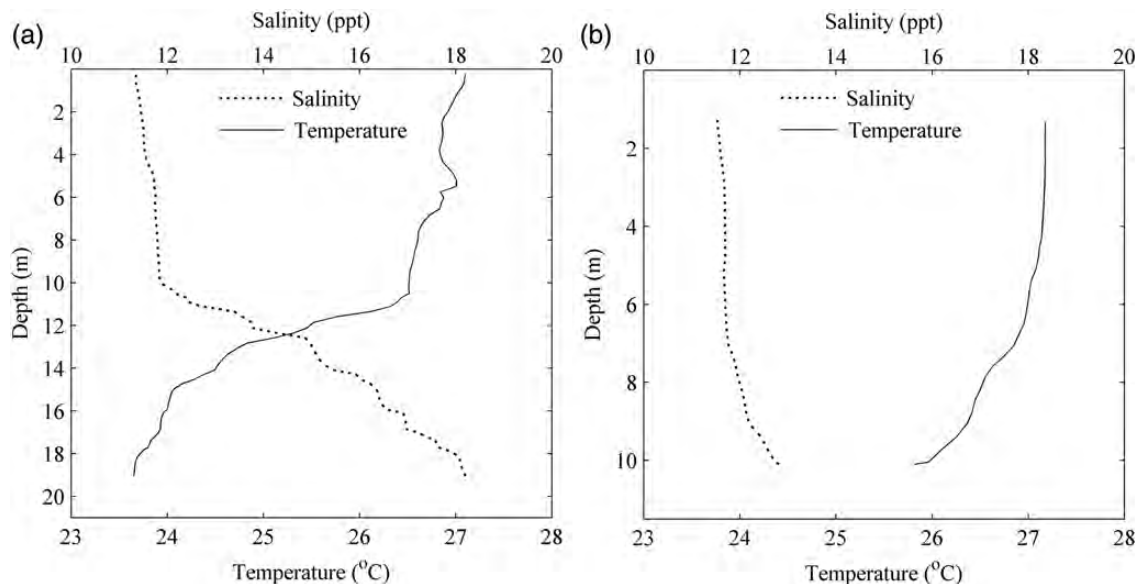 (a)
Salinity (ppt)
10 12 14 16 18 20
Salinity
Temperature
Depth (m)
2
4
6
8
10
12
14
16
18
20
23 24 25 26 27 28
Temperature (°C)
(b)
Salinity (ppt)
10 12 14 16 18 20
Salinity
Temperature
Depth (m)
2
4
6
8
10
23 24 25 26 27 28
Temperature (°C)